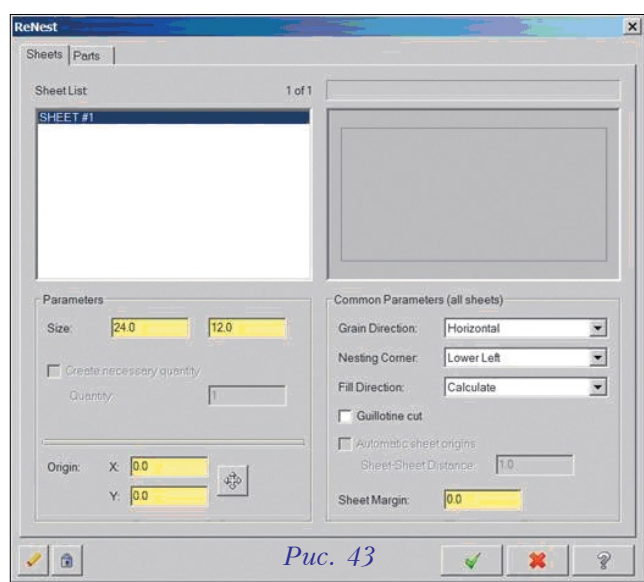 ReNest
Sheets Parts
Sheet List: 1 of 1
SHEET #1
Parameters
Size: 24.0 12.0
Create necessary quantity
Quantity: 1
Origin: X: 0.0
Y: 0.0
Common Parameters (all sheets)
Grain Direction: Horizontal
Nesting Corner: Lower Left
Fill Direction: Calculate
Guillotine cut
Automatic sheet origins
Sheet-Sheet Distance: 1.0
Sheet Margin: 0.0
Рис. 43